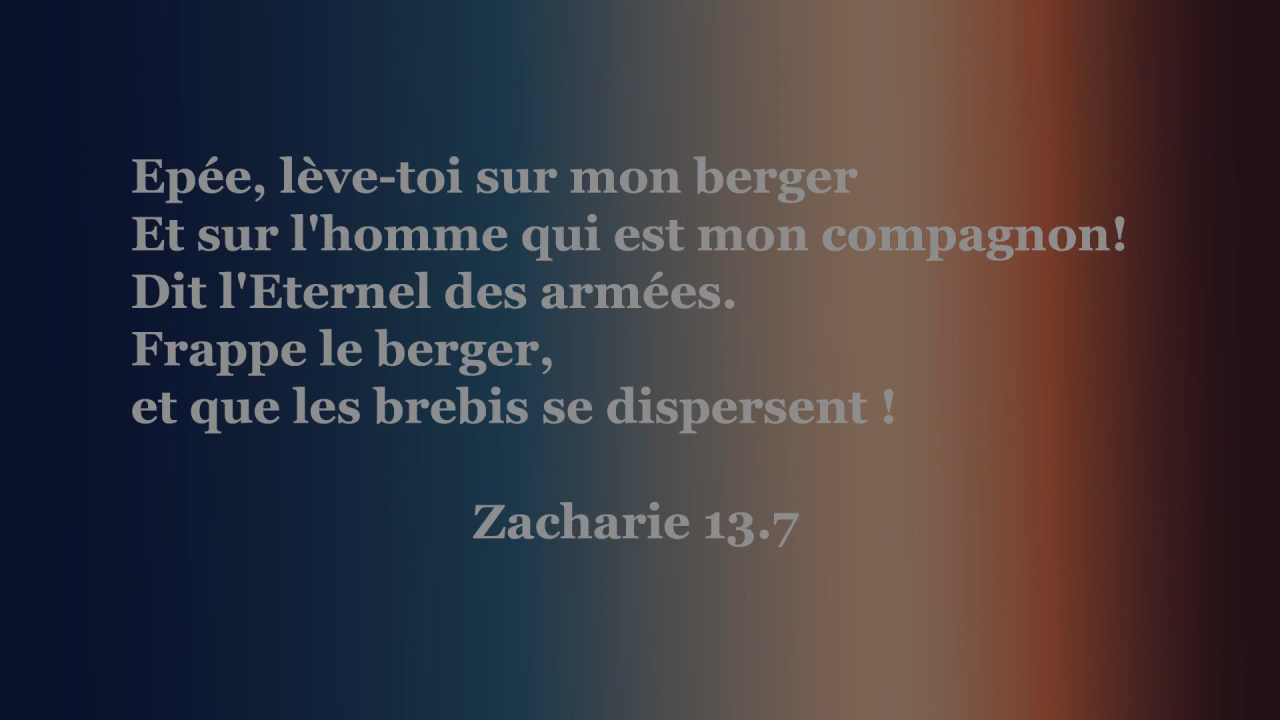 Epée, lève-toi sur mon berger
Et sur l'homme qui est mon compagnon!
Dit l'Eternel des armées.
Frappe le berger,
et que les brebis se dispersent !
Zacharie 13.7